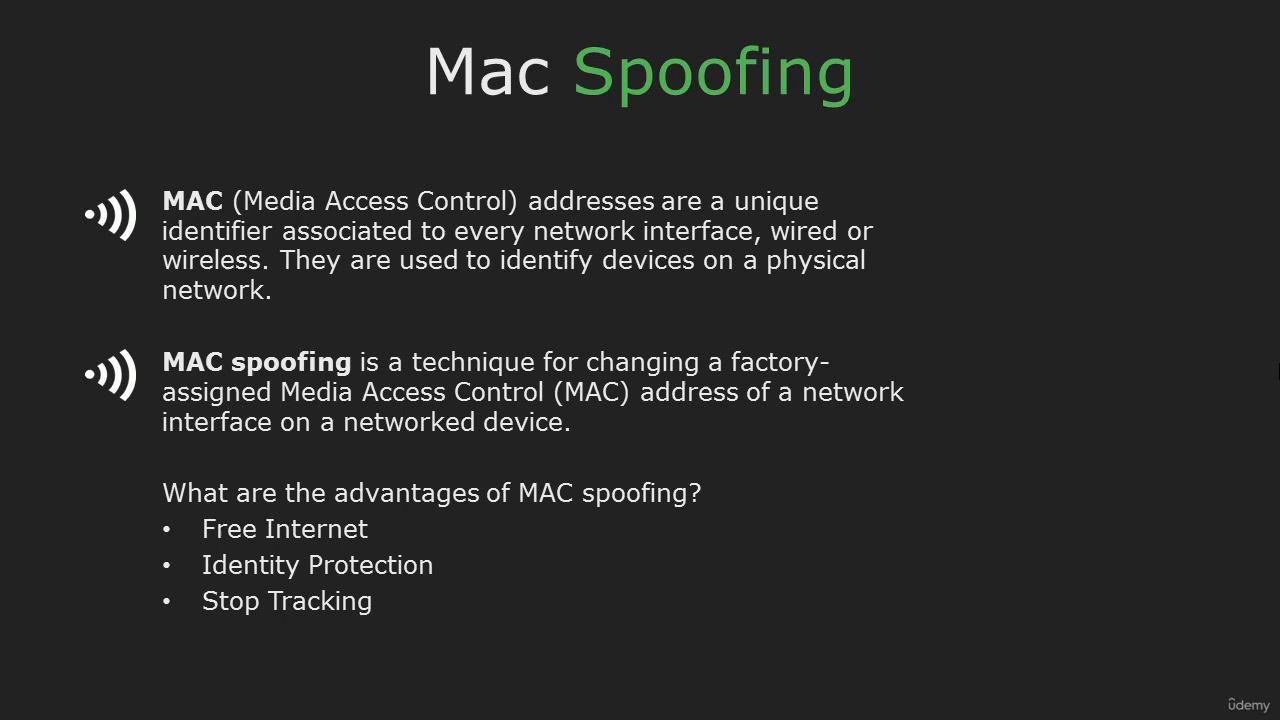 Mac Spoofing
MAC (Media Access Control) addresses are a unique
identifier associated to every network interface, wired or
wireless. They are used to identify devices on a physical
network.
MAC spoofing is a technique for changing a factory-
assigned Media Access Control (MAC) address of a network
interface on a networked device.
What are the advantages of MAC spoofing?
• Free Internet
• Identity Protection
• Stop Tracking
ûdemy